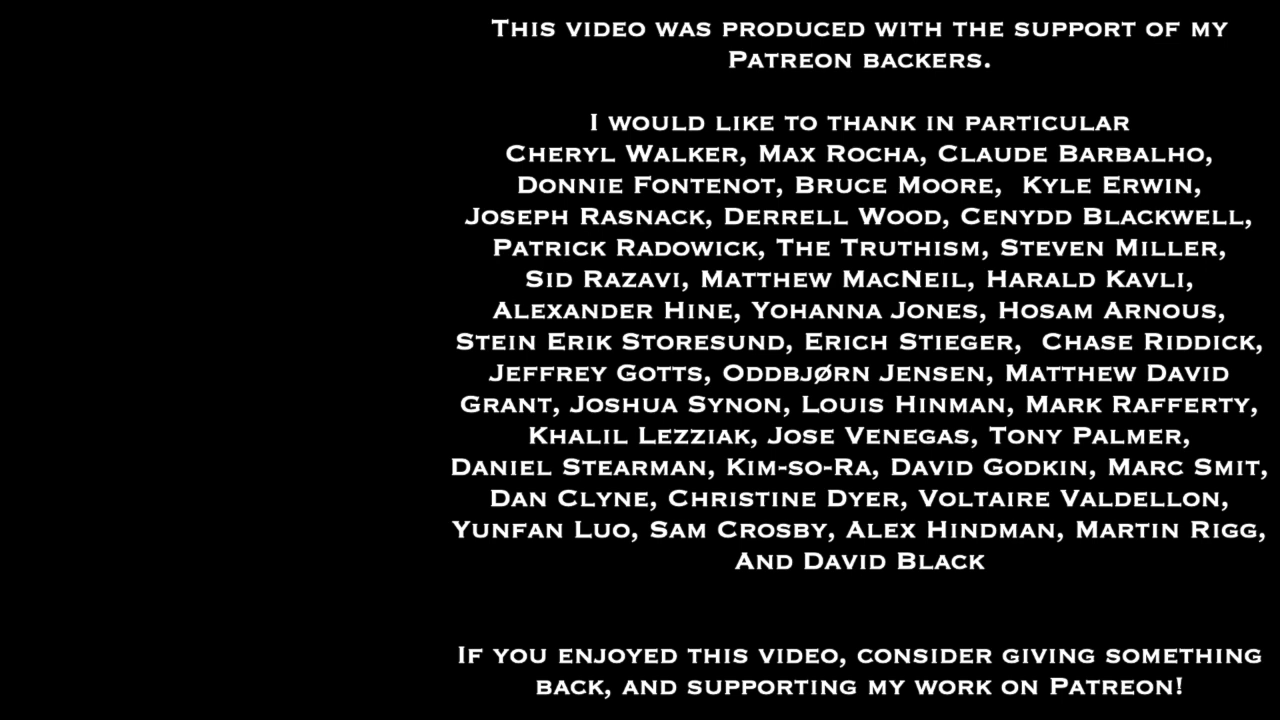 This video was produced with the support of my
Patreon backers.
I would like to thank in particular
Cheryl Walker, Max Rocha, Claude Barbalho,
Donnie Fontenot, Bruce Moore,  Kyle Erwin,
Joseph Rasnack, Derrell Wood, Cenydd Blackwell,
Patrick Radowick, The Truthism, Steven Miller,
Sid Razavi, Matthew MacNeil, Harald Kavli,
Alexander Hine, Yohanna Jones, Hosam Arnous,
Stein Erik Storesund, Erich Stieger,  Chase Riddick,
Jeffrey Gotts, Oddbjørn Jensen, Matthew David
Grant, Joshua Synon, Louis Hinman, Mark Rafferty,
Khalil Lezziak, Jose Venegas, Tony Palmer,
Daniel Stearman, Kim-so-Ra, David Godkin, Marc Smit,
Dan Clyne, Christine Dyer, Voltaire Valdellon,
Yunfan Luo, Sam Crosby, Alex Hindman, Martin Rigg,
And David Black
If you enjoyed this video, consider giving something
back, and supporting my work on Patreon!